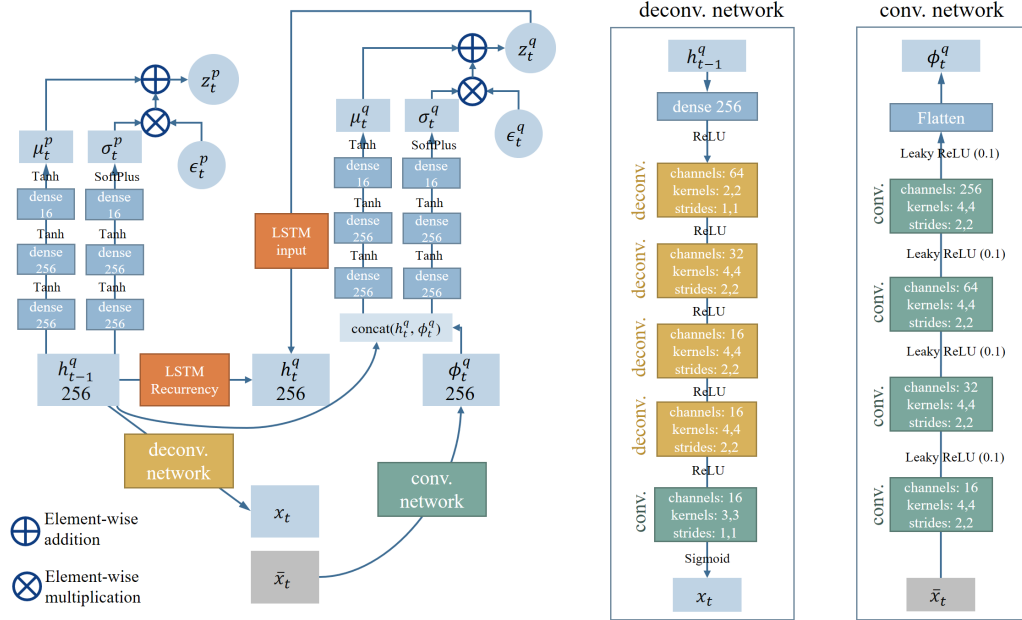 deconv. network
conv. network
z_t^p
μ_t^p
σ_t^p
ϵ_t^p
Tanh
SoftPlus
dense
16
dense
16
Tanh
Tanh
dense
256
dense
256
Tanh
Tanh
dense
256
dense
256
h_{t-1}^q
256
LSTM
Recurrency
h_t^q
256
LSTM
input
z_t^q
μ_t^q
σ_t^q
ϵ_t^q
Tanh
SoftPlus
dense
16
dense
16
Tanh
Tanh
dense
256
dense
256
Tanh
Tanh
dense
256
dense
256
concat(h_t^q, ϕ_t^q)
ϕ_t^q
256
deconv.
network
conv.
network
x_t
x̄_t
Element-wise
addition
Element-wise
multiplication
h_{t-1}^q
dense 256
ReLU
deconv.
channels: 64
kernels: 2,2
strides: 1,1
ReLU
deconv.
channels: 32
kernels: 4,4
strides: 2,2
ReLU
deconv.
channels: 16
kernels: 4,4
strides: 2,2
ReLU
deconv.
channels: 16
kernels: 4,4
strides: 2,2
ReLU
conv.
channels: 16
kernels: 3,3
strides: 1,1
Sigmoid
x_t
ϕ_t^q
Flatten
Leaky ReLU (0.1)
conv.
channels: 256
kernels: 4,4
strides: 2,2
Leaky ReLU (0.1)
conv.
channels: 64
kernels: 4,4
strides: 2,2
Leaky ReLU (0.1)
conv.
channels: 32
kernels: 4,4
strides: 2,2
Leaky ReLU (0.1)
conv.
channels: 16
kernels: 4,4
strides: 2,2
x̄_t